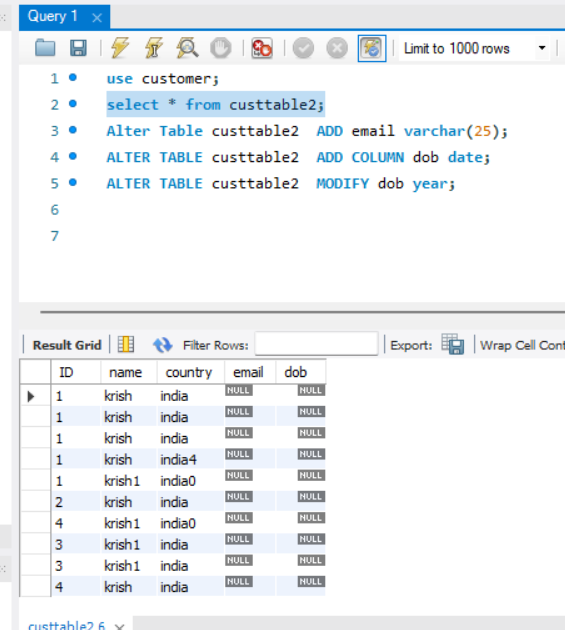 Query 1
Limit to 1000 rows
1 use customer;
2 select * from custtable2;
3 Alter Table custtable2  ADD email varchar(25);
4 ALTER TABLE custtable2  ADD COLUMN dob date;
5 ALTER TABLE custtable2  MODIFY dob year;
6
7
Result Grid Filter Rows: Export: Wrap Cell Cont
ID name country email dob
1 krish india NULL NULL
1 krish india NULL NULL
1 krish india NULL NULL
1 krish india4 NULL NULL
1 krish1 india0 NULL NULL
2 krish india NULL NULL
4 krish1 india0 NULL NULL
3 krish1 india NULL NULL
3 krish1 india NULL NULL
4 krish india NULL NULL
custtable2 6